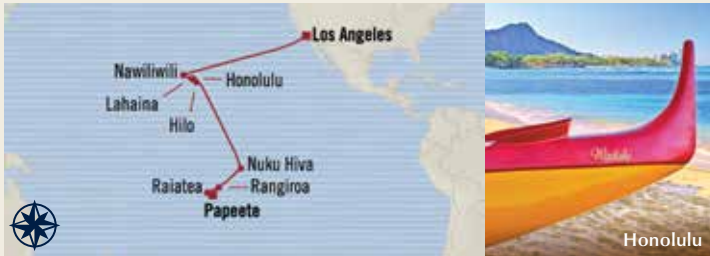 Los Angeles
Nawiliwili
Honolulu
Lahaina
Hilo
Nuku Hiva
Raiatea
Rangiroa
Papeete
Honolulu